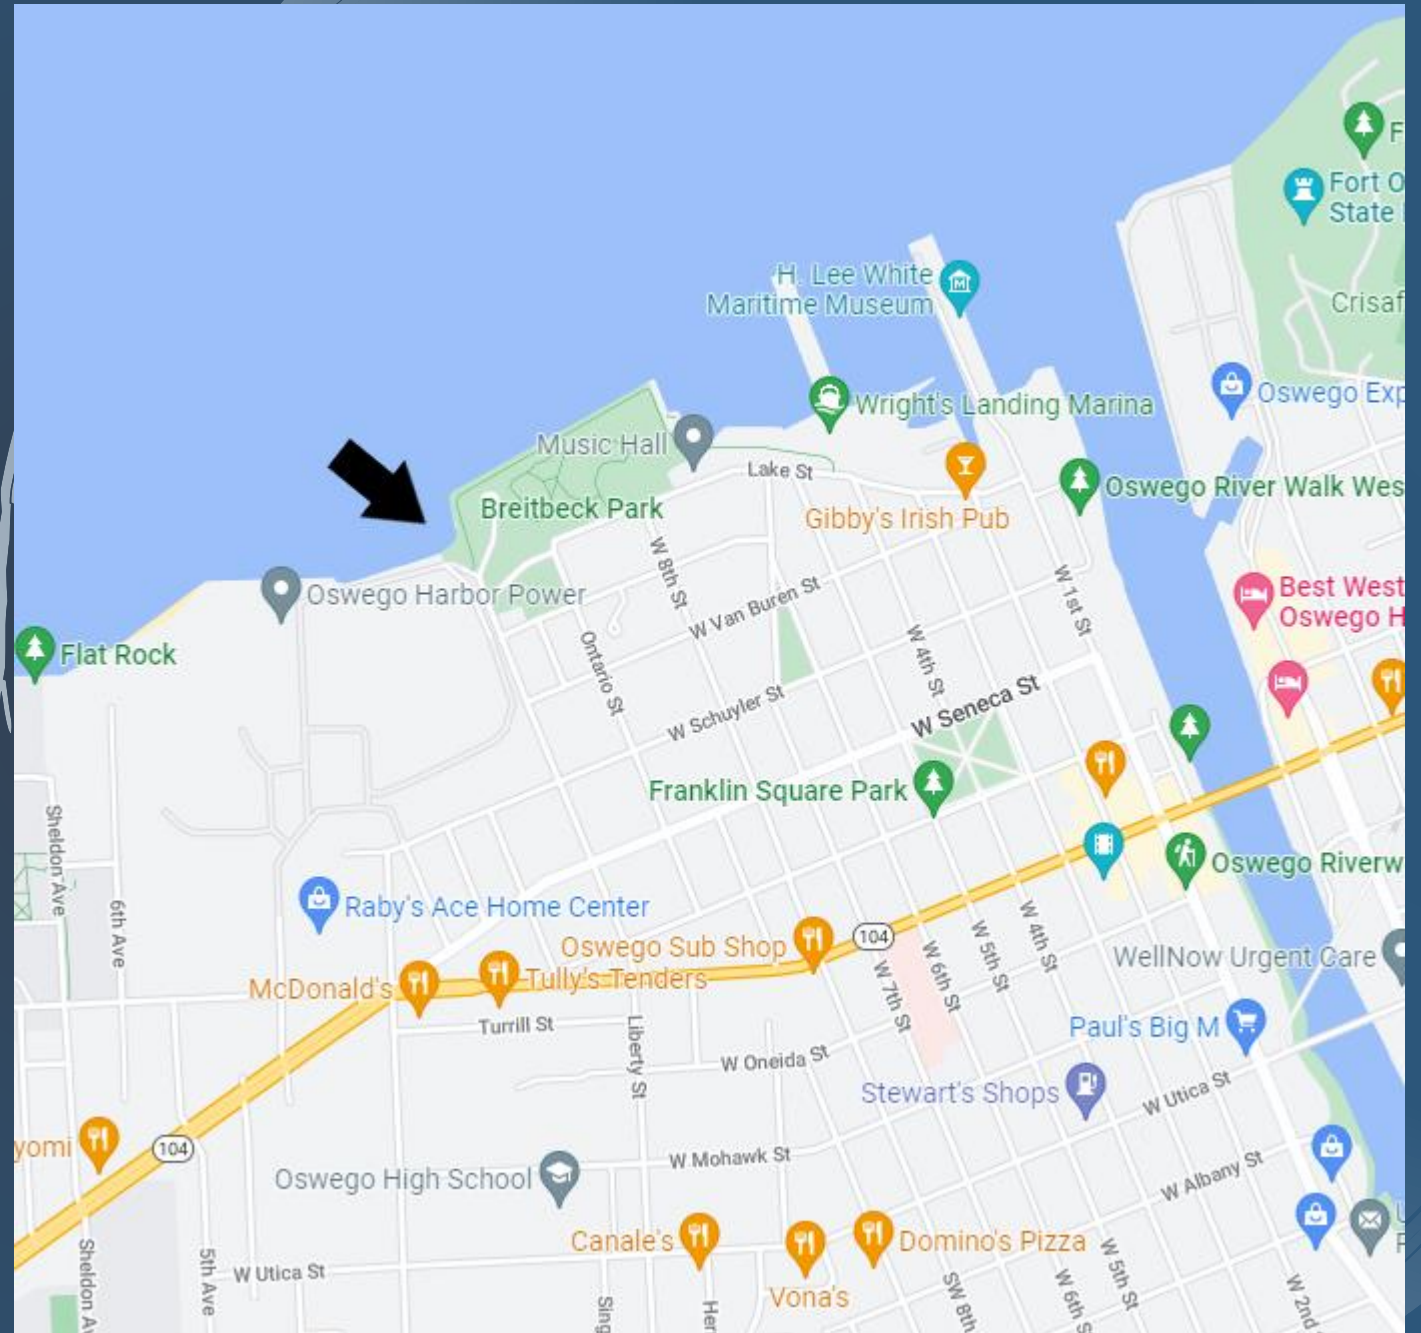 F
Fort O
State
Crisaf
H. Lee White
Maritime Museum
Oswego Exp
Wright's Landing Marina
Music Hall
Lake St
Oswego River Walk Wes
Breitbeck Park
Gibby's Irish Pub
W 8th St
W 1st St
Best West
Oswego H
Oswego Harbor Power
W Van Buren St
Flat Rock
Ontario St
W 4th St
W Schuyler St
W Seneca St
Franklin Square Park
Sheldon Ave
Oswego Riverw
6th Ave
Raby's Ace Home Center
Oswego Sub Shop
104
W 4th St
W 5th St
W 6th St
W 7th St
WellNow Urgent Care
McDonald's
Tully's Tenders
Turrill St
Liberty St
Paul's Big M
W Oneida St
Stewart's Shops
W Utica St
yomi
104
W Mohawk St
Oswego High School
W Albany St
Canale's
Domino's Pizza
Sheldon Av
5th Ave
W Utica St
Vona's
W 5th St
W 6th S
SW 8th
W 2nd
Sing
Her